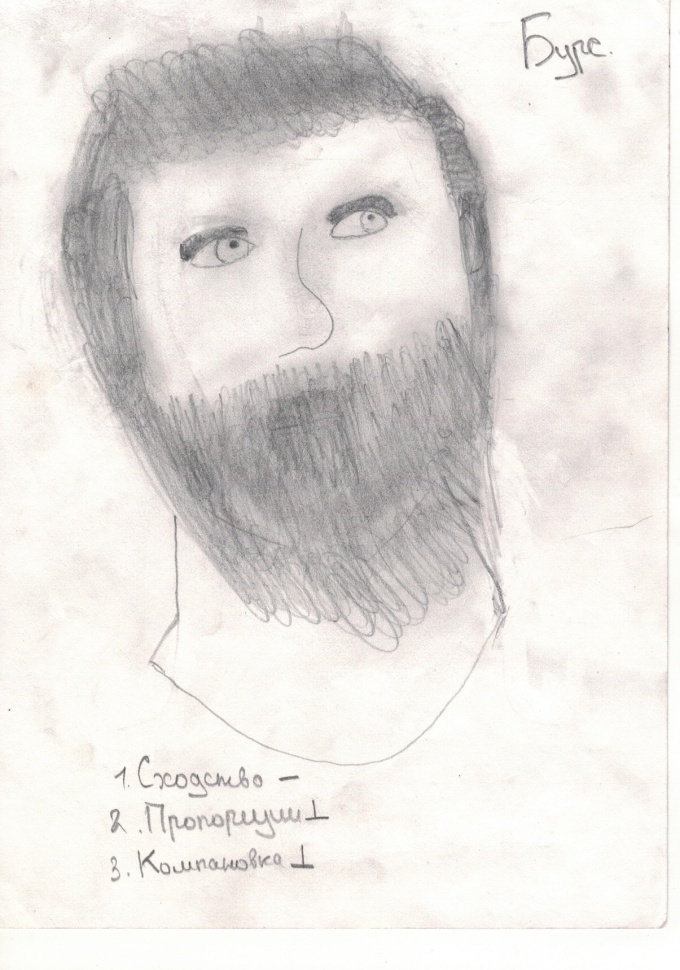 Бурс.
1. Сходство –
2. Пропорции ⊥
3. Компановка ⊥